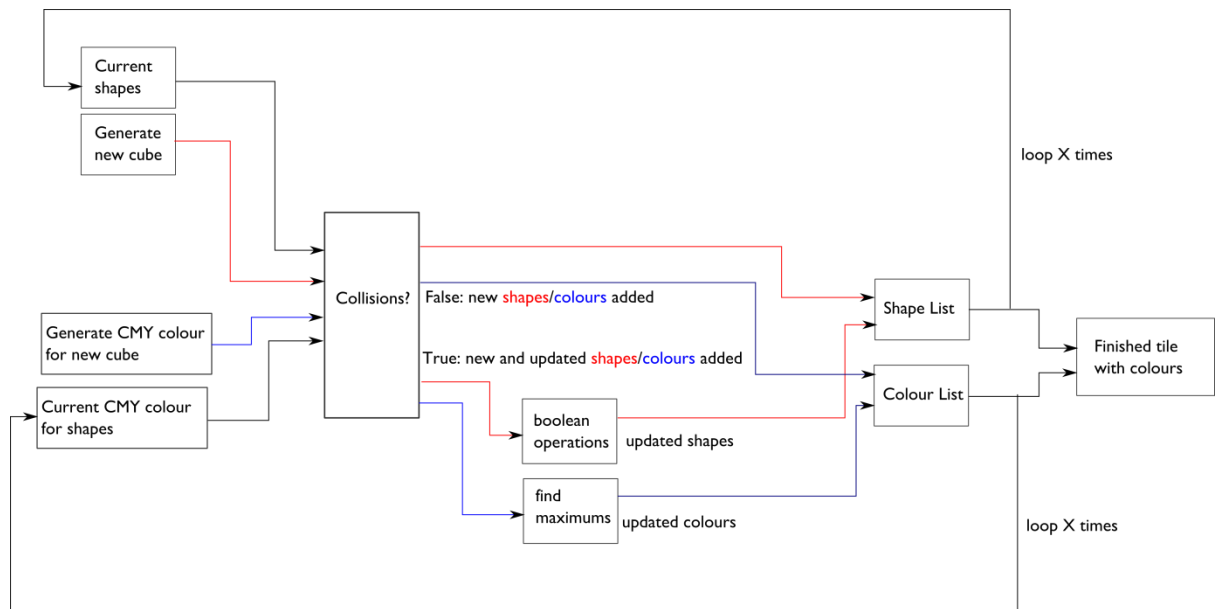 Current
shapes
Generate
new cube
loop X times
Collisions?
False: new shapes/colours added
Shape List
Generate CMY colour
for new cube
True: new and updated shapes/colours added
Finished tile
with colours
Current CMY colour
for shapes
Colour List
boolean
operations
updated shapes
find
maximums
updated colours
loop X times